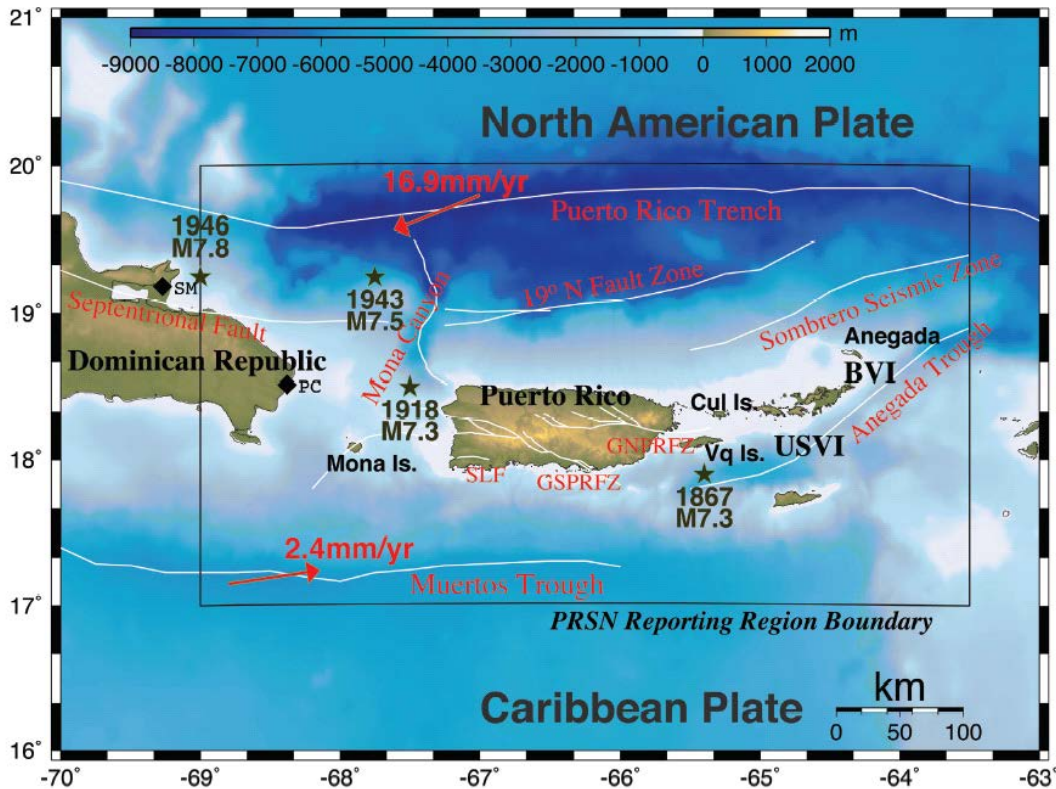 21°
m
-9000 -8000 -7000 -6000 -5000 -4000 -3000 -2000 -1000 0 1000 2000
North American Plate
20°
16.9mm/yr
Puerto Rico Trench
1946
M7.8
SM
1943
M7.5
19° N Fault Zone
Sombrero Seismic Zone
19°
Septentrional Fault
Mona Canyon
Anegada
Dominican Republic
BVI
PC
Puerto Rico
Cul Is.
Anegada Trough
1918
M7.3
GNPRFZ
Vq Is.
USVI
18°
Mona Is.
SLF
GSPRFZ
1867
M7.3
2.4mm/yr
Muertos Trough
17°
PRSN Reporting Region Boundary
km
Caribbean Plate
0 50 100
16°
-70 -69 -68 -67 -66 -65 -64 -63